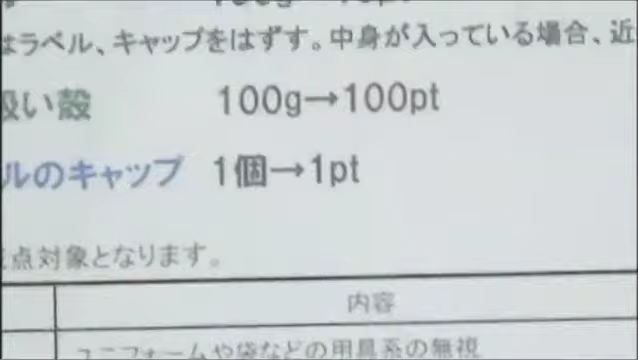 はラベル、キャップをはずす。中身が入っている場合、近
吸い殻 100g→100pt
ルのキャップ 1個→1pt
点対象となります。
内容
ユニフォームや袋などの用具系の無視